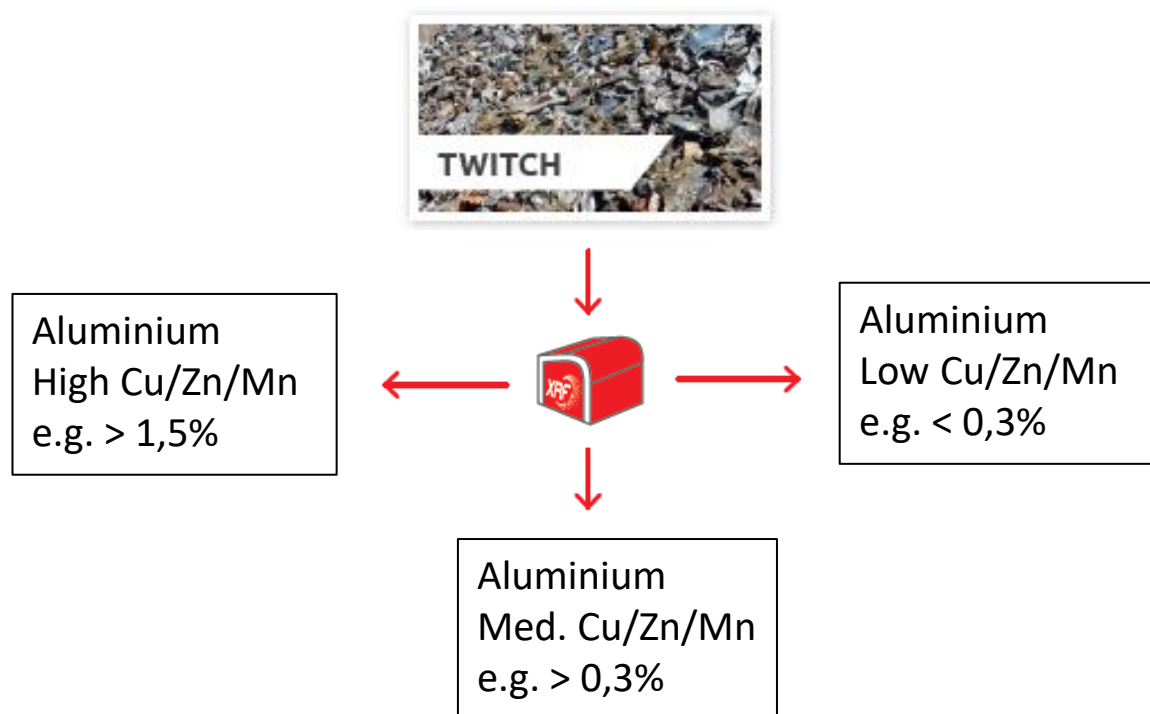 TWITCH
Aluminium
High Cu/Zn/Mn
e.g. > 1,5%
XRF
Aluminium
Low Cu/Zn/Mn
e.g. < 0,3%
Aluminium
Med. Cu/Zn/Mn
e.g. > 0,3%